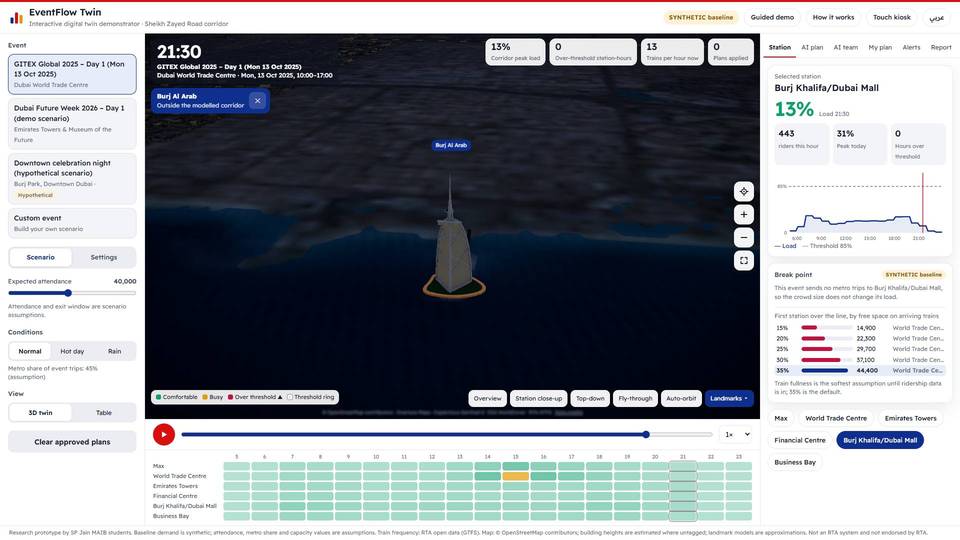 EventFlow Twin
Interactive digital twin demonstrator · Sheikh Zayed Road corridor
SYNTHETIC baseline
Guided demo
How it works
Touch kiosk
عربي
Event
GITEX Global 2025 – Day 1 (Mon
13 Oct 2025)
Dubai World Trade Centre
Dubai Future Week 2026 – Day 1
(demo scenario)
Emirates Towers & Museum of the
Future
Downtown celebration night
(hypothetical scenario)
Burj Park, Downtown Dubai ·
Hypothetical
Custom event
Build your own scenario
Scenario
Settings
Expected attendance 40,000
Attendance and exit window are scenario
assumptions.
Conditions
Normal
Hot day
Rain
Metro share of event trips: 45%
(assumption)
View
3D twin
Table
Clear approved plans
21:30
GITEX Global 2025 – Day 1 (Mon, 13 Oct 2025)
Dubai World Trade Centre · Mon, 13 Oct 2025, 10:00–17:00
13%
Corridor peak load
0
Over-threshold station-hours
13
Trains per hour now
0
Plans applied
Burj Al Arab
Outside the modelled corridor
×
Burj Al Arab
+
−
Comfortable
Busy
Over threshold ▲
Threshold ring
Overview
Station close-up
Top-down
Fly-through
Auto-orbit
Landmarks
1×
5 6 7 8 9 10 11 12 13 14 15 16 17 18 19 20 21 22 23
Max
World Trade Centre
Emirates Towers
Financial Centre
Burj Khalifa/Dubai Mall
Business Bay
Station
AI plan
AI team
My plan
Alerts
Report
Selected station
Burj Khalifa/Dubai Mall
13% Load 21:30
443
riders this hour
31%
Peak today
0
Hours over
threshold
85%
0
6:00 9:00 12:00 15:00 18:00 21:00
— Load --- Threshold 85%
Break point
SYNTHETIC baseline
This event sends no metro trips to Burj Khalifa/Dubai Mall,
so the crowd size does not change its load.
First station over the line, by free space on arriving trains
15% 14,900 World Trade Cen...
20% 22,300 World Trade Cen...
25% 29,700 World Trade Cen...
30% 37,100 World Trade Cen...
35% 44,400 World Trade Ce...
Train fullness is the softest assumption until ridership data
is in; 35% is the default.
Max
World Trade Centre
Emirates Towers
Financial Centre
Burj Khalifa/Dubai Mall
Business Bay
Research prototype by SP Jain MAIB students. Baseline demand is synthetic; attendance, metro share and capacity values are assumptions. Train frequency: RTA open data (GTFS). Map: © OpenStreetMap contributors; building heights are estimated where untagged; landmark models are approximations. Not an RTA system and not endorsed by RTA.